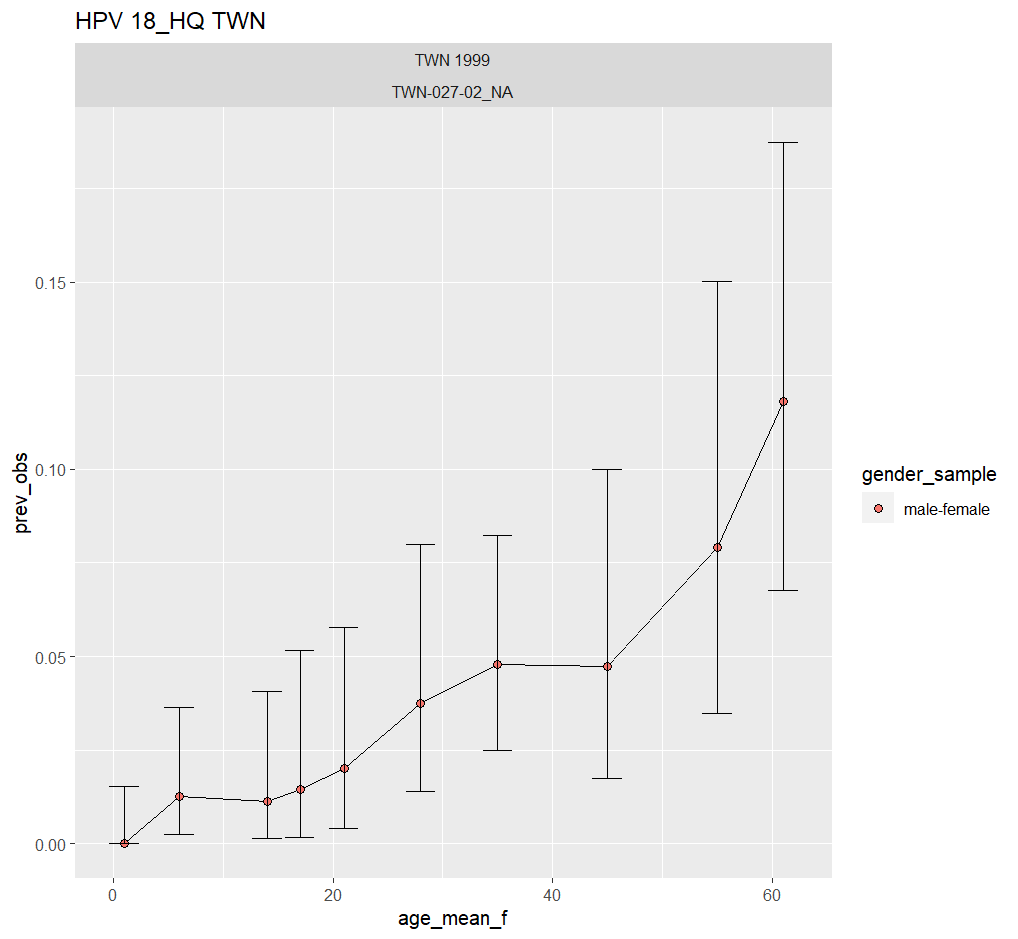 HPV 18_HQ TWN
TWN 1999
TWN-027-02_NA
0.15
0.10
0.05
0.00
prev_obs
0 20 40 60
age_mean_f
gender_sample
male-female